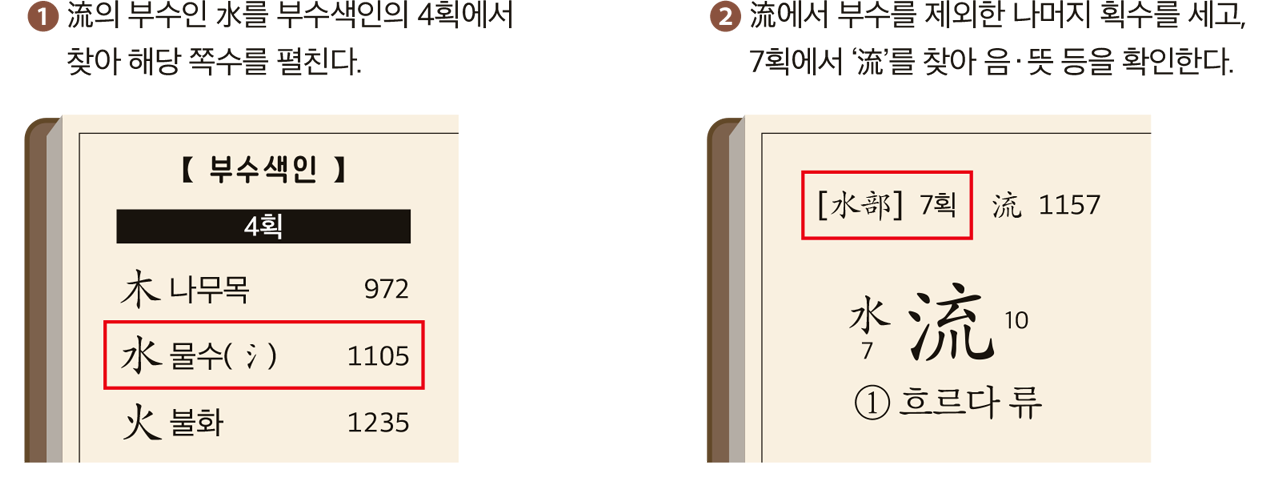 ❶ 流의 부수인 水를 부수색인의 4획에서
찾아 해당 쪽수를 펼친다.
【 부수색인 】
4획
木 나무목 972
水 물수( 氵) 1105
火 불화 1235
❷ 流에서 부수를 제외한 나머지 획수를 세고,
7획에서 ‘流’를 찾아 음·뜻 등을 확인한다.
[水部] 7획 流 1157
水 流 10
7
① 흐르다 류